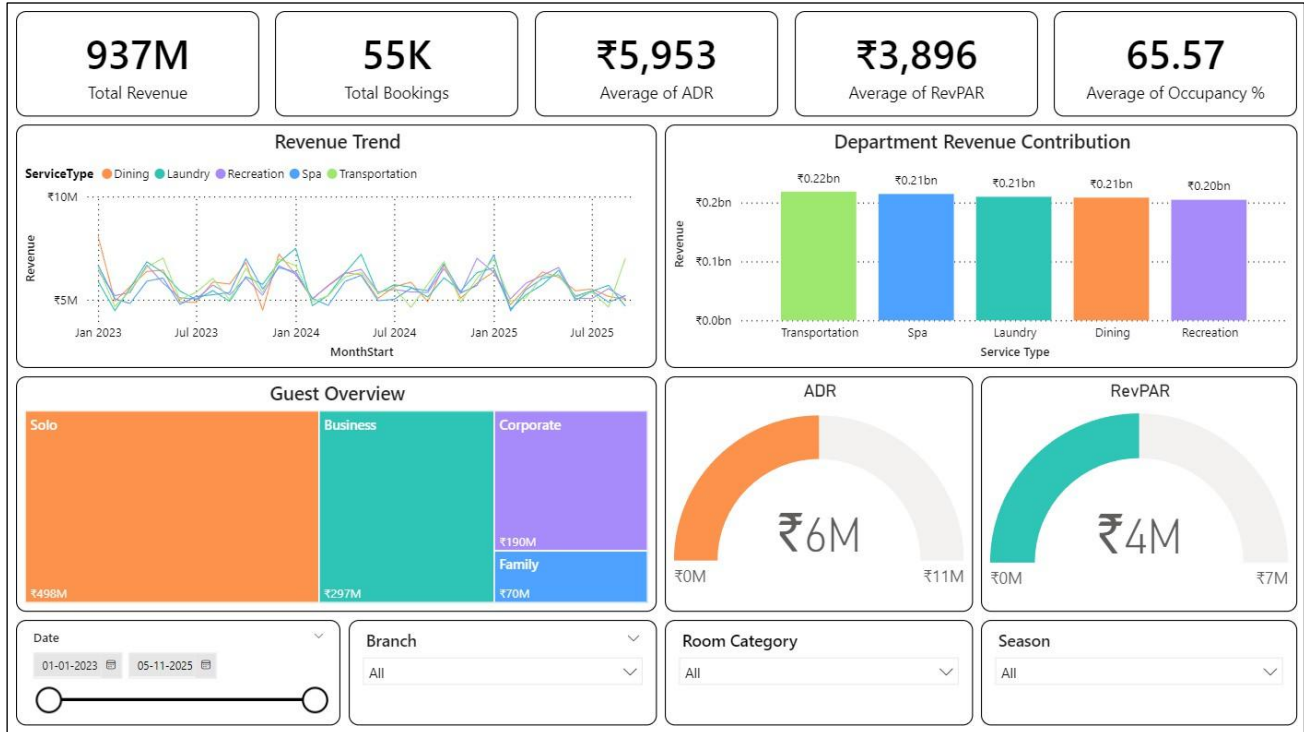 937M
Total Revenue
55K
Total Bookings
₹5,953
Average of ADR
₹3,896
Average of RevPAR
65.57
Average of Occupancy %
Revenue Trend
ServiceType Dining Laundry Recreation Spa Transportation
₹10M
₹5M
Revenue
Jan 2023 Jul 2023 Jan 2024 Jul 2024 Jan 2025 Jul 2025
MonthStart
Department Revenue Contribution
₹0.22bn ₹0.21bn ₹0.21bn ₹0.21bn ₹0.20bn
₹0.2bn
₹0.1bn
₹0.0bn
Revenue
Transportation Spa Laundry Dining Recreation
Service Type
Guest Overview
Solo
₹498M
Business
₹297M
Corporate
₹190M
Family
₹70M
ADR
₹6M
₹0M ₹11M
RevPAR
₹4M
₹0M ₹7M
Date
01-01-2023 05-11-2025
Branch
All
Room Category
All
Season
All